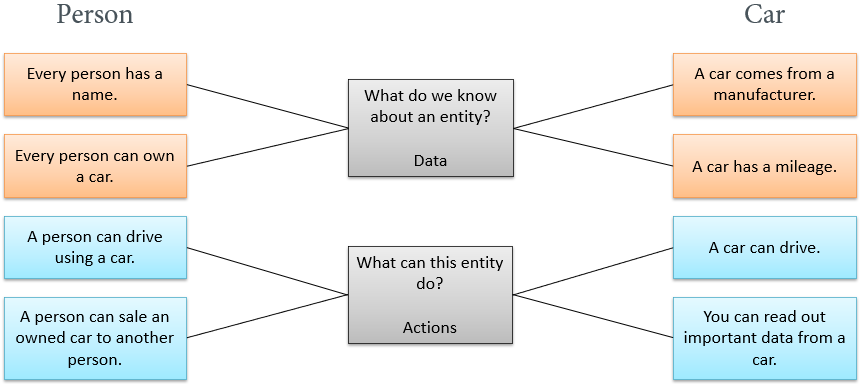 Person
Car
Every person has a
name.
What do we know
about an entity?
Data
A car comes from a
manufacturer.
Every person can own
a car.
A car has a mileage.
A person can drive
using a car.
What can this entity
do?
Actions
A car can drive.
A person can sale an
owned car to another
person.
You can read out
important data from a
car.